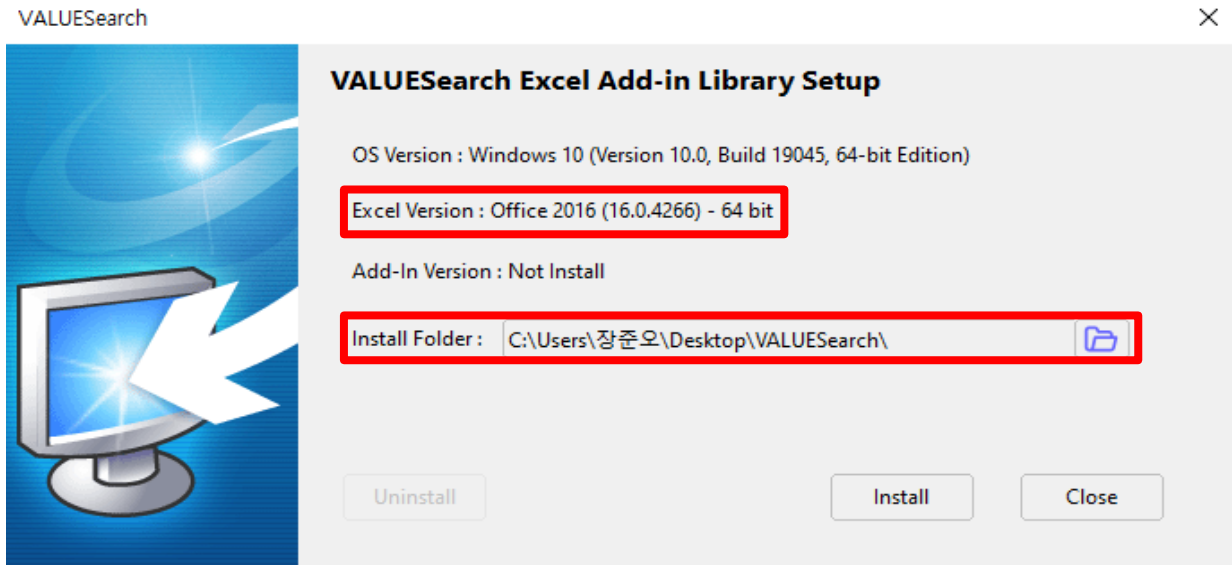 VALUESearch
VALUESearch Excel Add-in Library Setup
OS Version : Windows 10 (Version 10.0, Build 19045, 64-bit Edition)
Excel Version : Office 2016 (16.0.4266) - 64 bit
Add-In Version : Not Install
Install Folder : C:\Users\장준오\Desktop\VALUESearch\
Uninstall Install Close